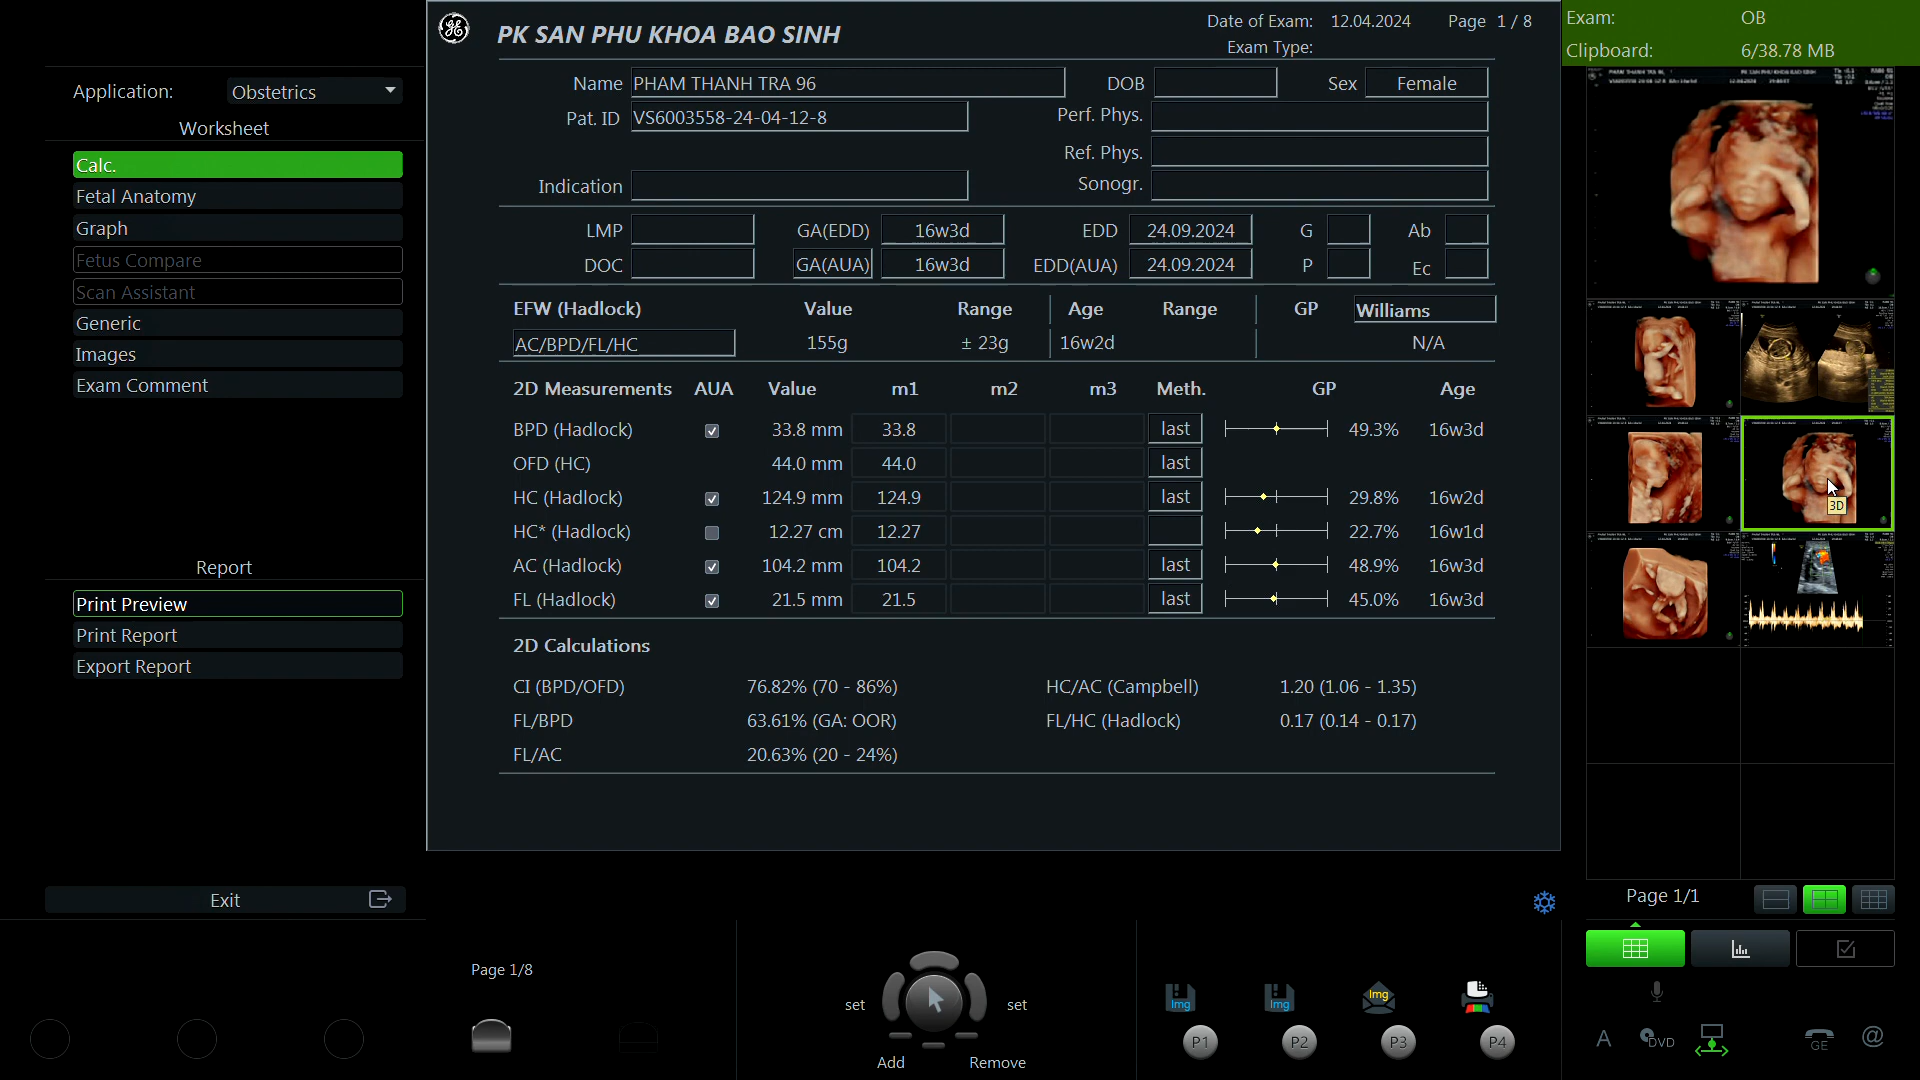 PK SAN PHU KHOA BAO SINH
Date of Exam: 12.04.2024 Page 1 / 8
Exam Type:
Exam: OB
Clipboard: 6/38.78 MB
Application: Obstetrics
Worksheet
Calc.
Fetal Anatomy
Graph
Fetus Compare
Scan Assistant
Generic
Images
Exam Comment
Report
Print Preview
Print Report
Export Report
Exit
Name PHAM THANH TRA 96 DOB Sex Female
Pat. ID VS6003558-24-04-12-8 Perf. Phys.
Ref. Phys.
Indication Sonogr.
LMP GA(EDD) 16w3d EDD 24.09.2024 G Ab
DOC GA(AUA) 16w3d EDD(AUA) 24.09.2024 P Ec
EFW (Hadlock) Value Range Age Range GP Williams
AC/BPD/FL/HC 155g ± 23g 16w2d N/A
2D Measurements AUA Value m1 m2 m3 Meth. GP Age
BPD (Hadlock) 33.8 mm 33.8 last 49.3% 16w3d
OFD (HC) 44.0 mm 44.0 last
HC (Hadlock) 124.9 mm 124.9 last 29.8% 16w2d
HC* (Hadlock) 12.27 cm 12.27 22.7% 16w1d
AC (Hadlock) 104.2 mm 104.2 last 48.9% 16w3d
FL (Hadlock) 21.5 mm 21.5 last 45.0% 16w3d
2D Calculations
CI (BPD/OFD) 76.82% (70 - 86%) HC/AC (Campbell) 1.20 (1.06 - 1.35)
FL/BPD 63.61% (GA: OOR) FL/HC (Hadlock) 0.17 (0.14 - 0.17)
FL/AC 20.63% (20 - 24%)
3D
Page 1/1
Page 1/8
set set
Add Remove
Img Img Img
P1 P2 P3 P4
A DVD GE @